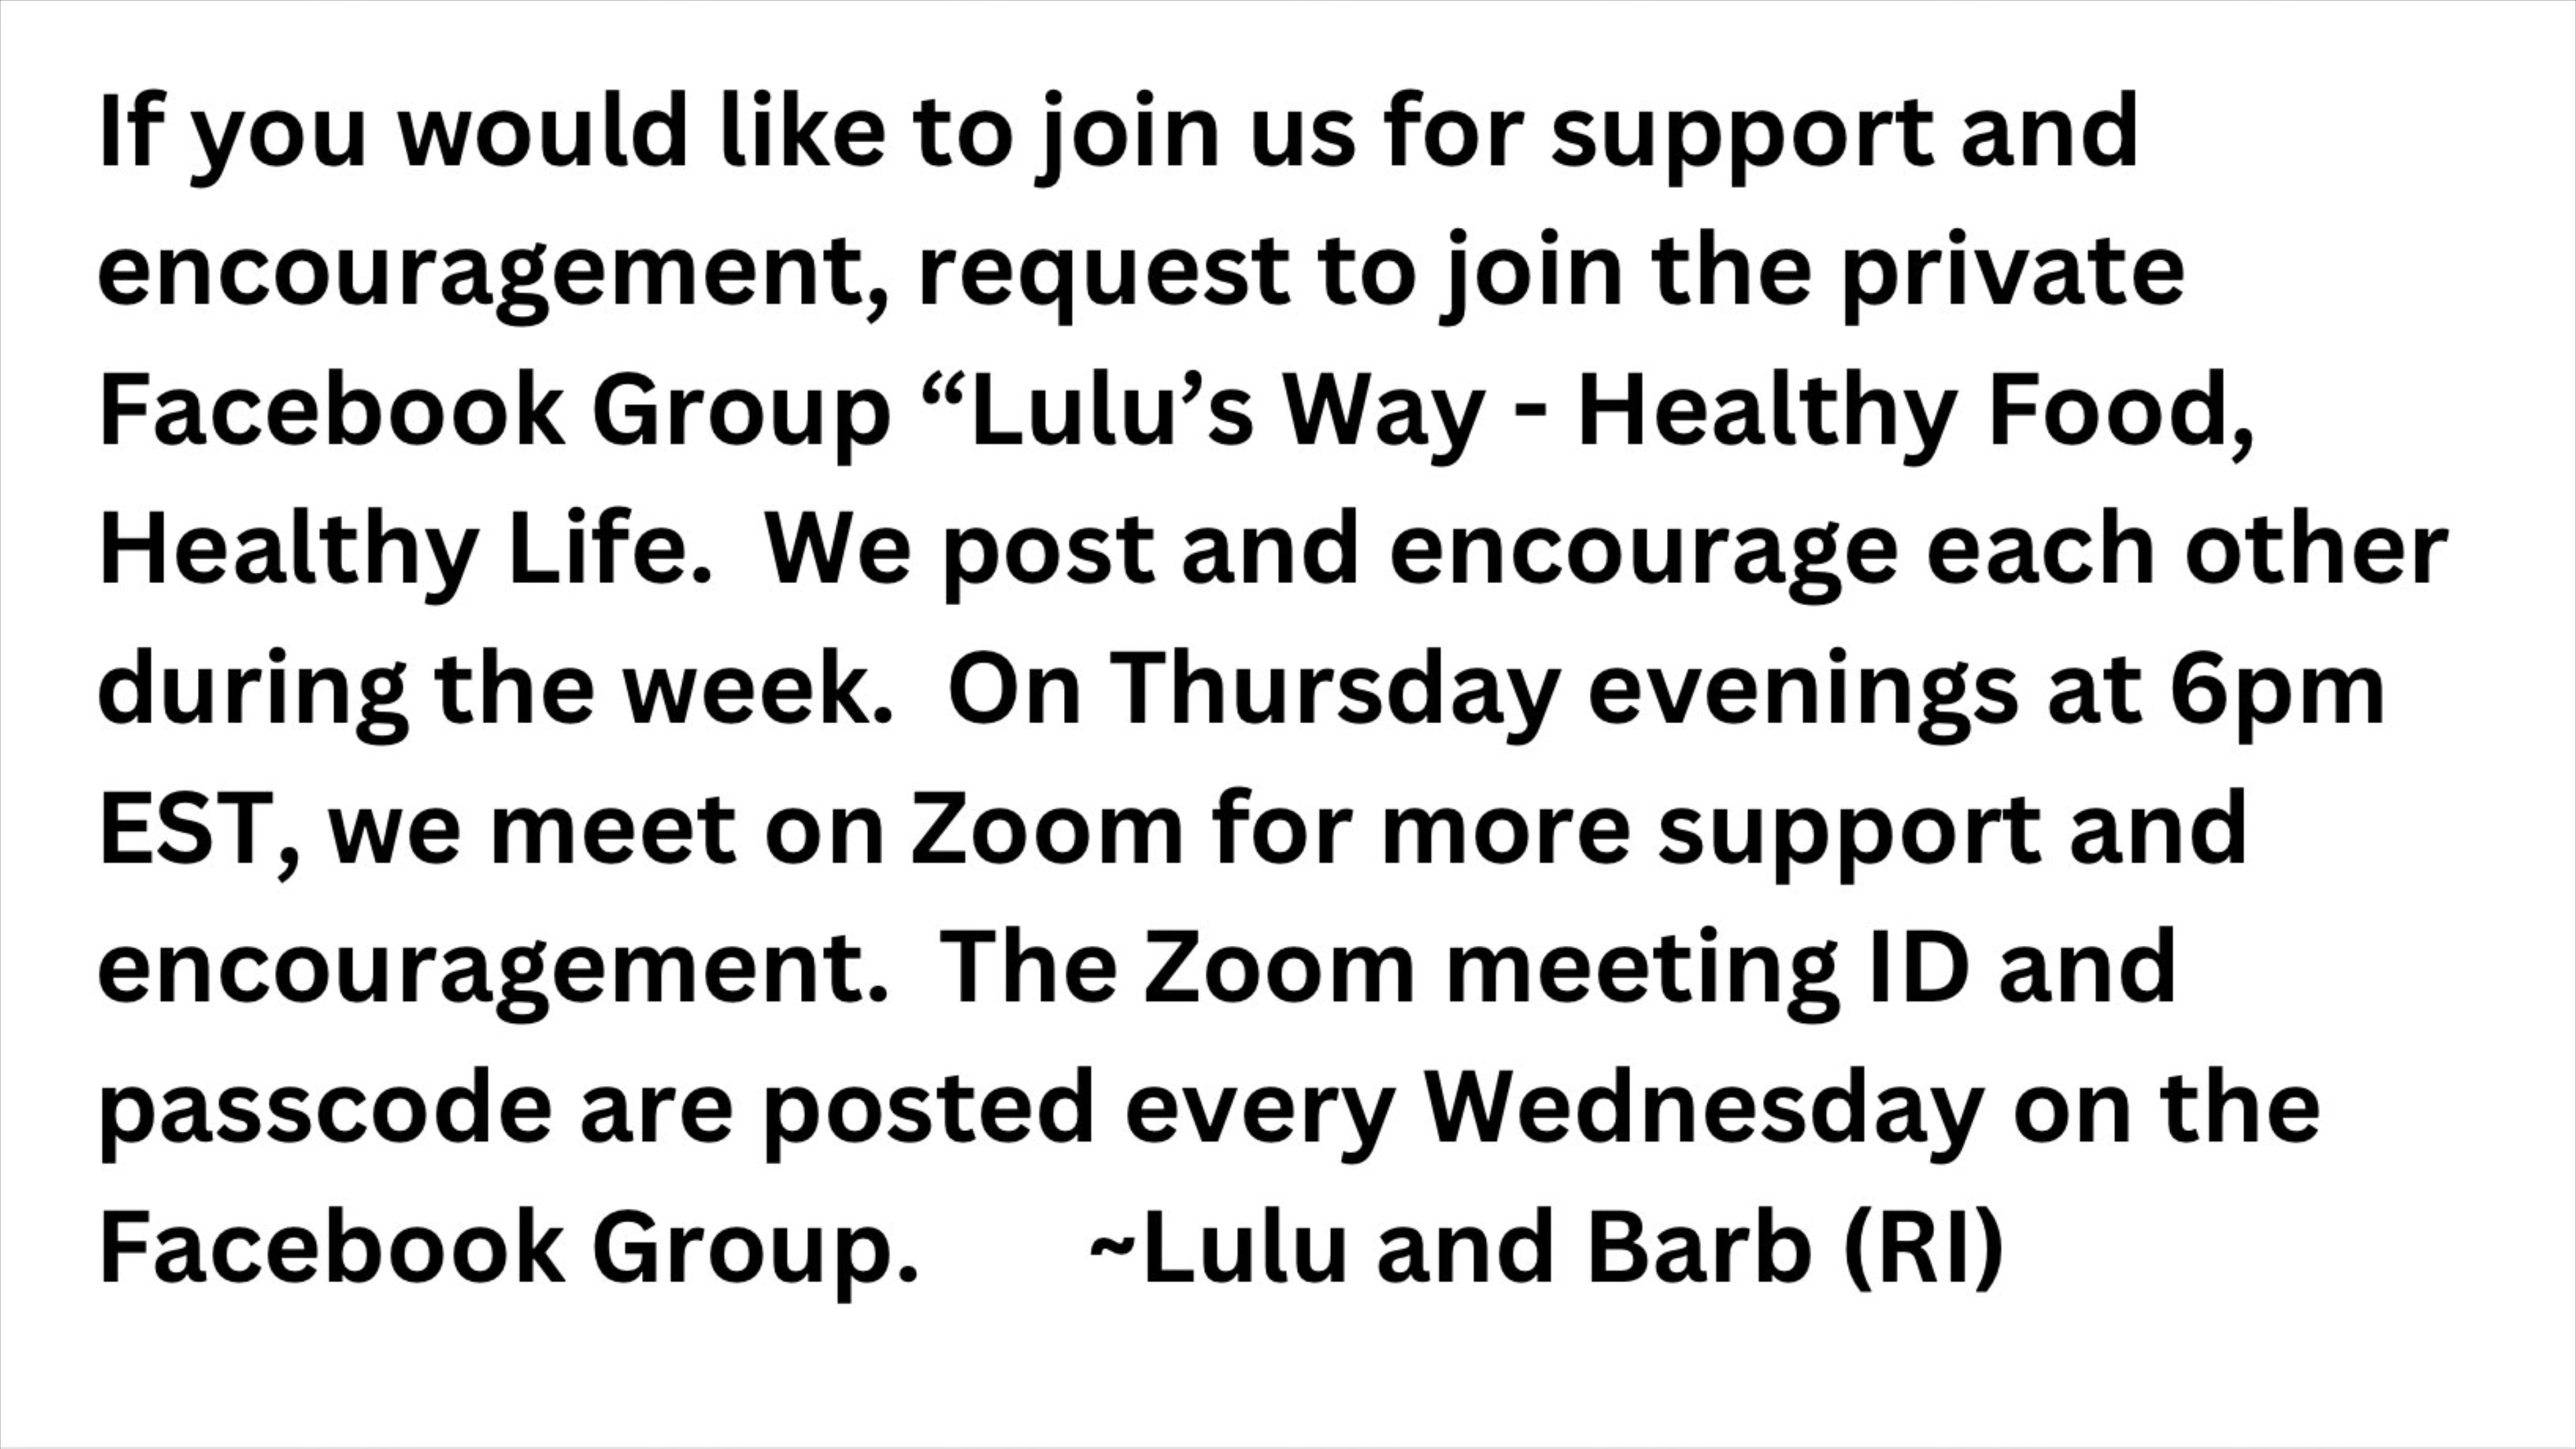 If you would like to join us for support and
encouragement, request to join the private
Facebook Group “Lulu’s Way - Healthy Food,
Healthy Life.  We post and encourage each other
during the week.  On Thursday evenings at 6pm
EST, we meet on Zoom for more support and
encouragement.  The Zoom meeting ID and
passcode are posted every Wednesday on the
Facebook Group.      ~Lulu and Barb (RI)